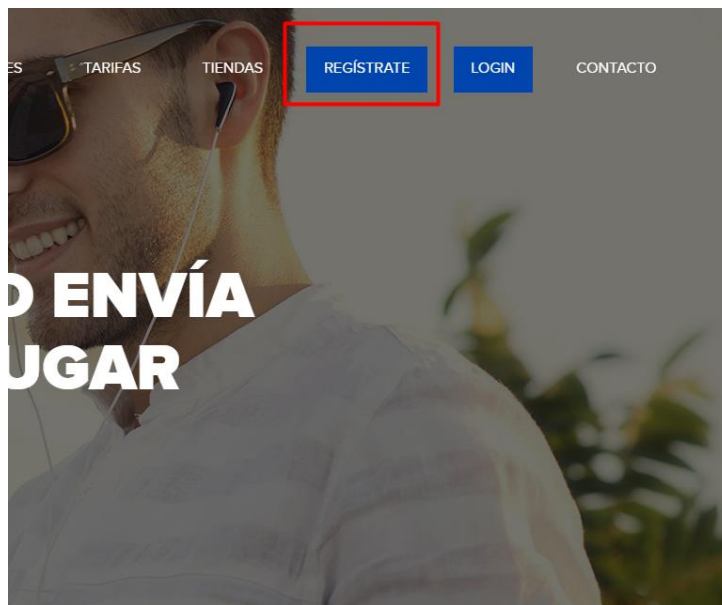 ES TARIFAS TIENDAS REGÍSTRATE LOGIN CONTACTO
O ENVÍA
UGAR